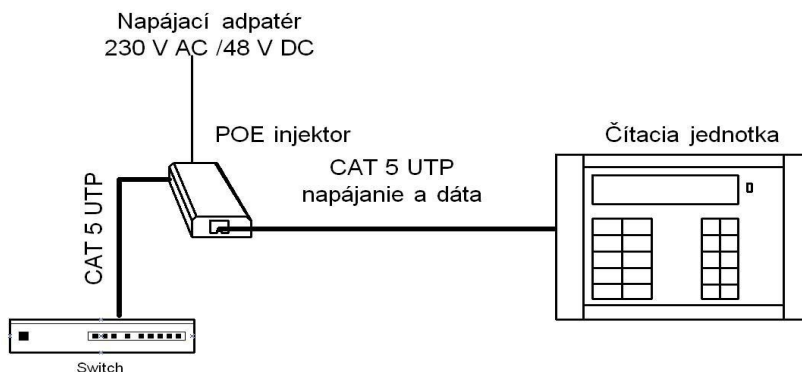 Napájací adpatér
230 V AC /48 V DC
POE injektor
Čítacia jednotka
CAT 5 UTP
napájanie a dáta
CAT 5 UTP
Switch